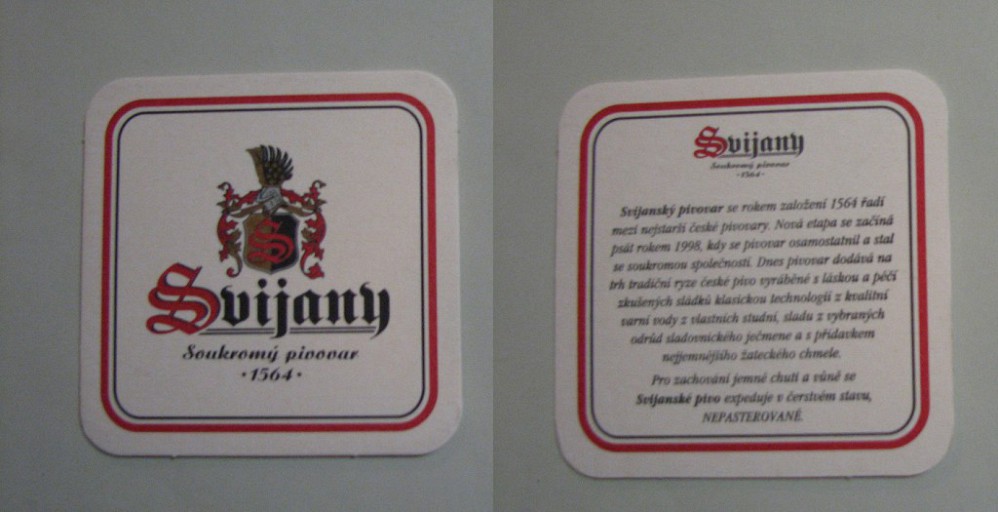 S
Svijany
Soukromý pivovar
·1564·
Svijany
Soukromý pivovar
·1564·
Svijanský pivovar se rokem založení 1564 řadí
mezi nejstarší české pivovary. Nová etapa se začíná
psát rokem 1998, kdy se pivovar osamostatnil a stal
se soukromou společností. Dnes pivovar dodává na
trh tradiční ryze české pivo vyráběné s láskou a péčí
zkušených sládků klasickou technologií z kvalitní
varní vody z vlastních studní, sladu z vybraných
odrůd sladovnického ječmene a s přídavkem
nejjemnějšího žateckého chmele.
Pro zachování jemné chuti a vůně se
Svijanské pivo expeduje v čerstvém stavu,
NEPASTEROVANÉ.